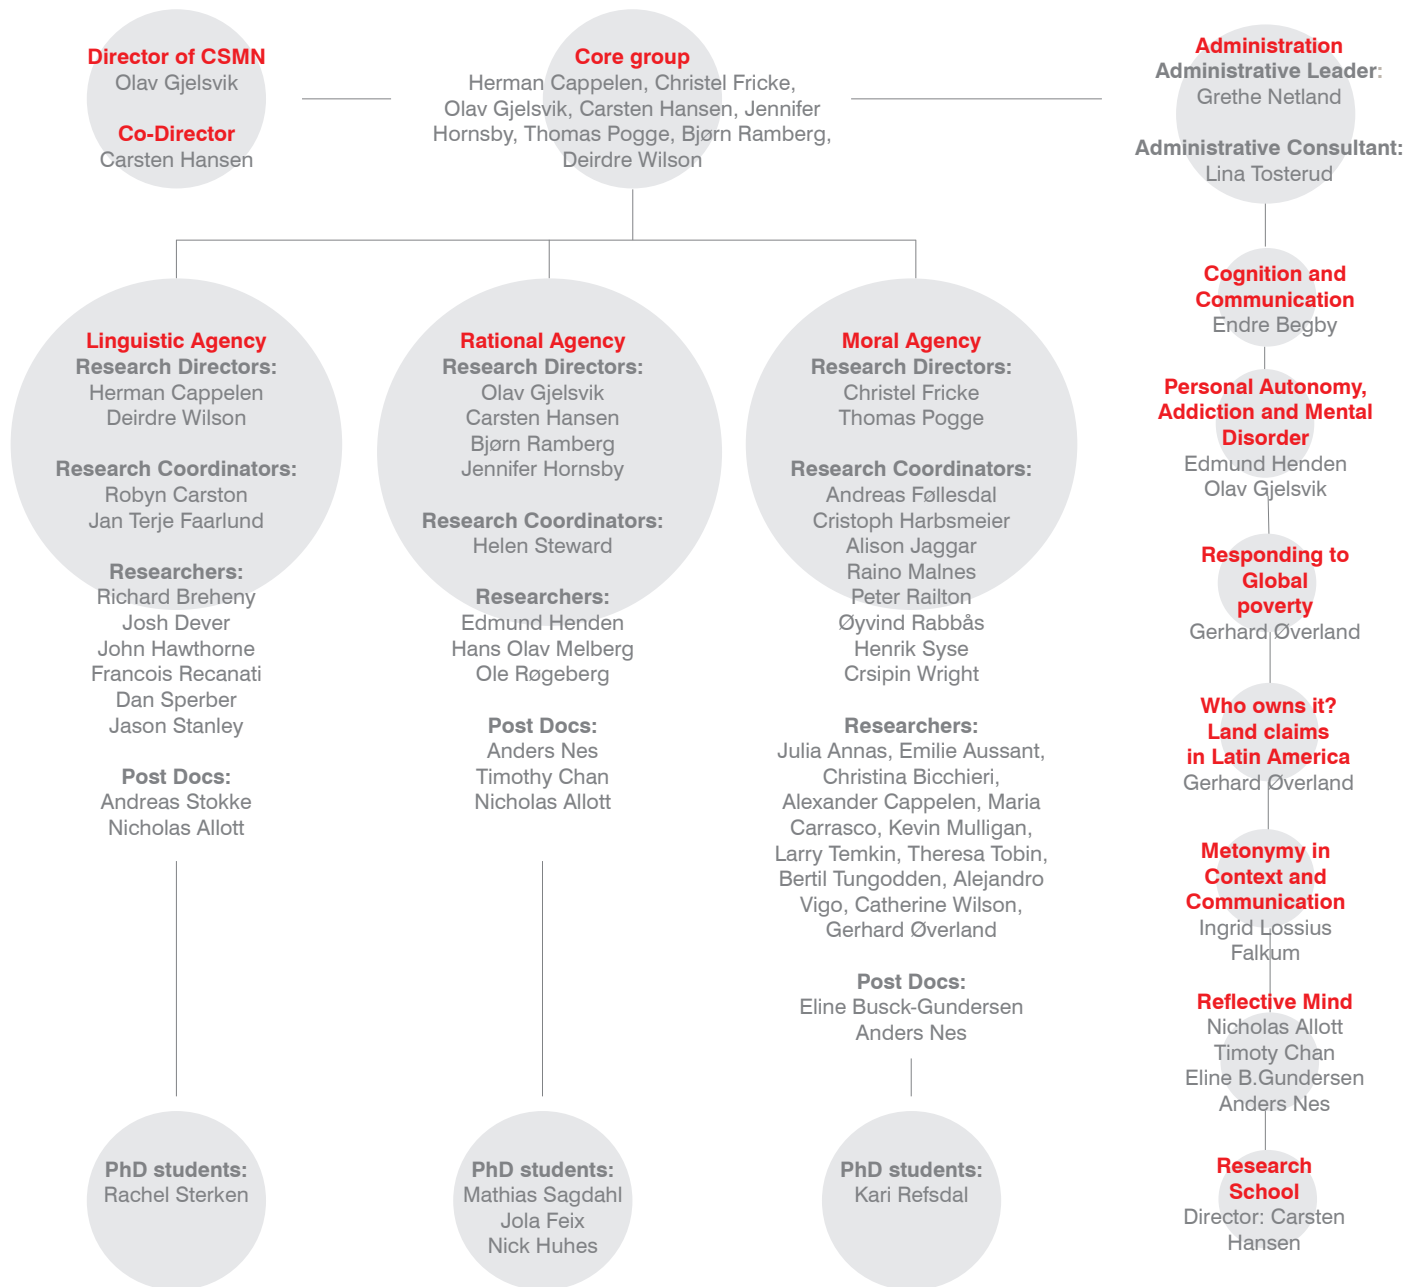 Director of CSMN
Olav Gjelsvik
Co-Director
Carsten Hansen
Core group
Herman Cappelen, Christel Fricke,
Olav Gjelsvik, Carsten Hansen, Jennifer
Hornsby, Thomas Pogge, Bjørn Ramberg,
Deirdre Wilson
Administration
Administrative Leader:
Grethe Netland
Administrative Consultant:
Lina Tosterud
Linguistic Agency
Research Directors:
Herman Cappelen
Deirdre Wilson
Research Coordinators:
Robyn Carston
Jan Terje Faarlund
Researchers:
Richard Breheny
Josh Dever
John Hawthorne
Francois Recanati
Dan Sperber
Jason Stanley
Post Docs:
Andreas Stokke
Nicholas Allott
PhD students:
Rachel Sterken
Rational Agency
Research Directors:
Olav Gjelsvik
Carsten Hansen
Bjørn Ramberg
Jennifer Hornsby
Research Coordinators:
Helen Steward
Researchers:
Edmund Henden
Hans Olav Melberg
Ole Røgeberg
Post Docs:
Anders Nes
Timothy Chan
Nicholas Allott
PhD students:
Mathias Sagdahl
Jola Feix
Nick Huhes
Moral Agency
Research Directors:
Christel Fricke
Thomas Pogge
Research Coordinators:
Andreas Føllesdal
Cristoph Harbsmeier
Alison Jaggar
Raino Malnes
Peter Railton
Øyvind Rabbås
Henrik Syse
Crsipin Wright
Researchers:
Julia Annas, Emilie Aussant,
Christina Bicchieri,
Alexander Cappelen, Maria
Carrasco, Kevin Mulligan,
Larry Temkin, Theresa Tobin,
Bertil Tungodden, Alejandro
Vigo, Catherine Wilson,
Gerhard Øverland
Post Docs:
Eline Busck-Gundersen
Anders Nes
PhD students:
Kari Refsdal
Cognition and
Communication
Endre Begby
Personal Autonomy,
Addiction and Mental
Disorder
Edmund Henden
Olav Gjelsvik
Responding to
Global
poverty
Gerhard Øverland
Who owns it?
Land claims
in Latin America
Gerhard Øverland
Metonymy in
Context and
Communication
Ingrid Lossius
Falkum
Reflective Mind
Nicholas Allott
Timoty Chan
Eline B.Gundersen
Anders Nes
Research
School
Director: Carsten
Hansen